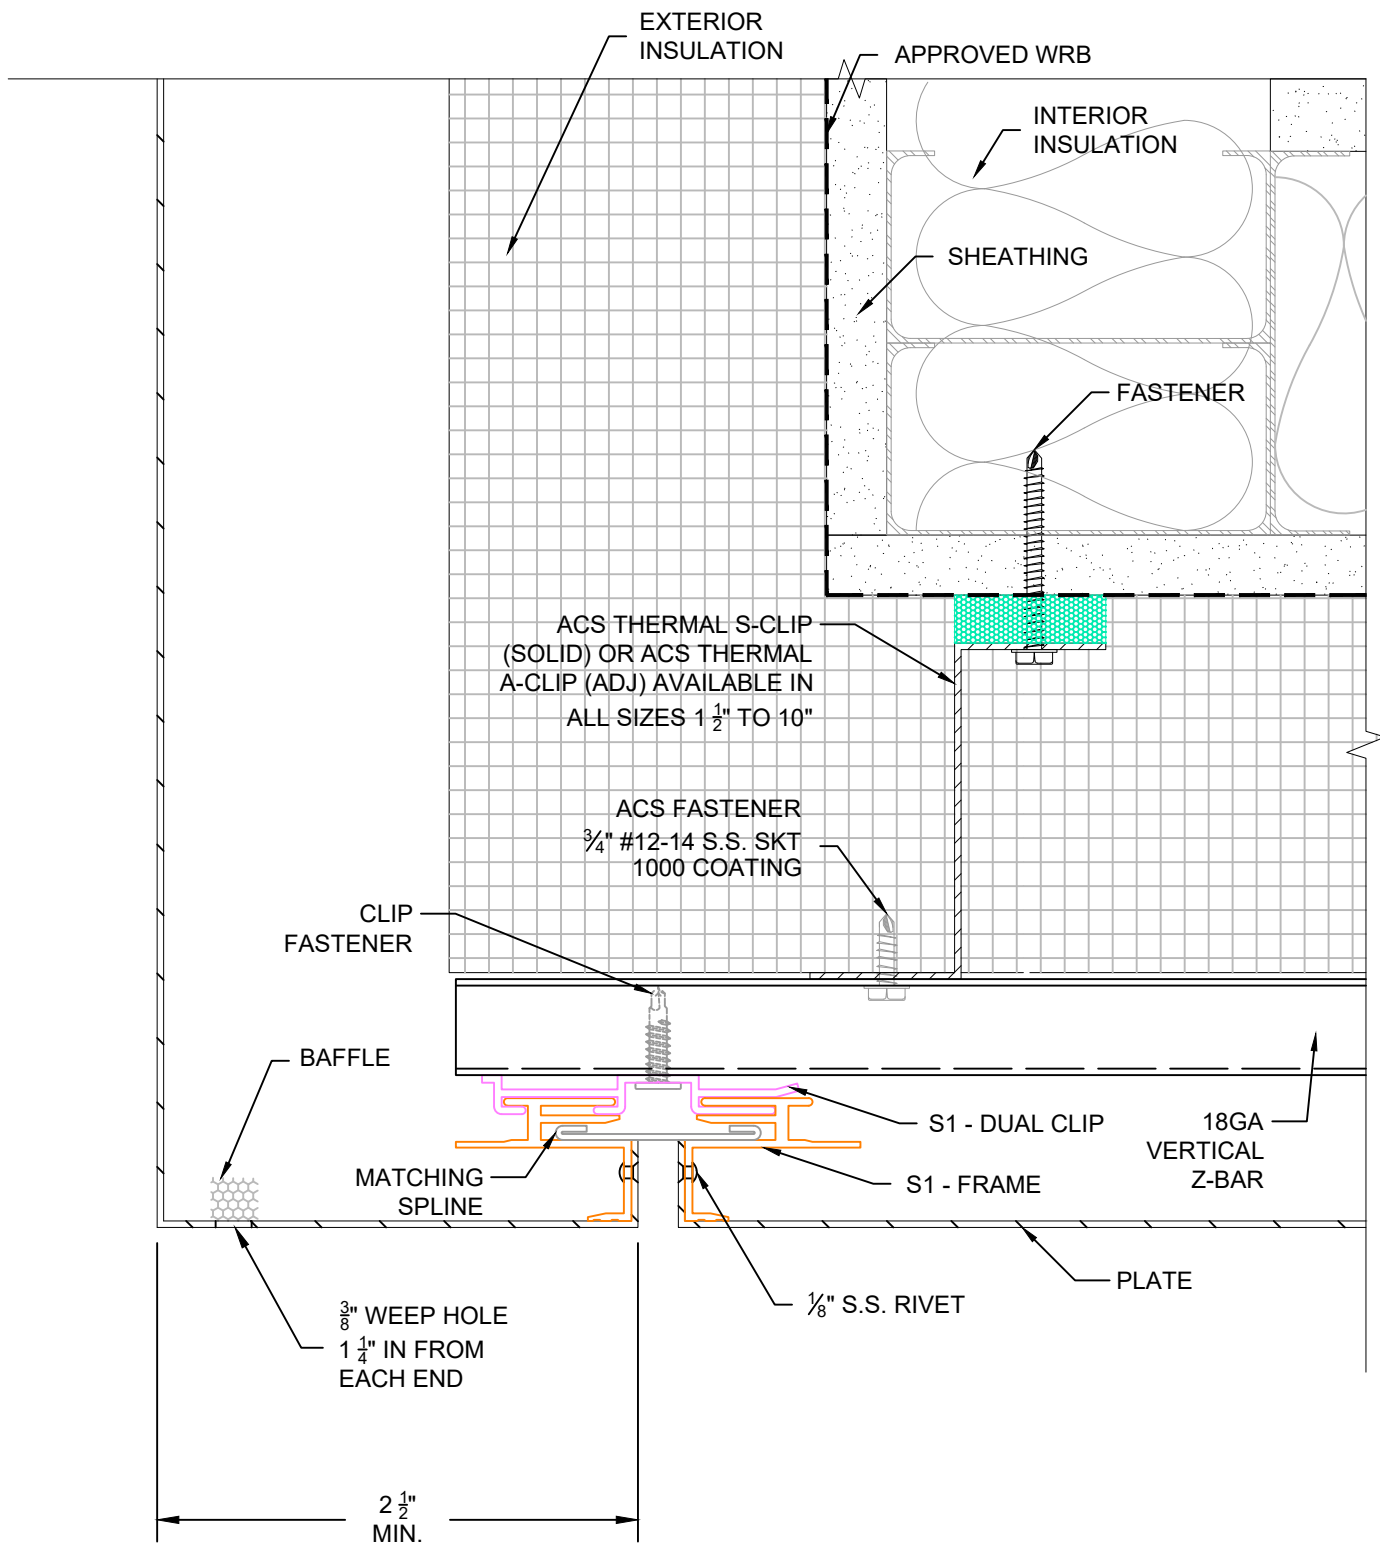 EXTERIOR
INSULATION
APPROVED WRB
INTERIOR
INSULATION
SHEATHING
FASTENER
ACS THERMAL S-CLIP
(SOLID) OR ACS THERMAL
A-CLIP (ADJ) AVAILABLE IN
ALL SIZES 1 1/2" TO 10"
ACS FASTENER
3/4" #12-14 S.S. SKT
1000 COATING
CLIP
FASTENER
BAFFLE
S1 - DUAL CLIP
18GA
VERTICAL
Z-BAR
MATCHING
SPLINE
S1 - FRAME
PLATE
1/8" S.S. RIVET
3/8" WEEP HOLE
1 1/4" IN FROM
EACH END
2 1/2"
MIN.